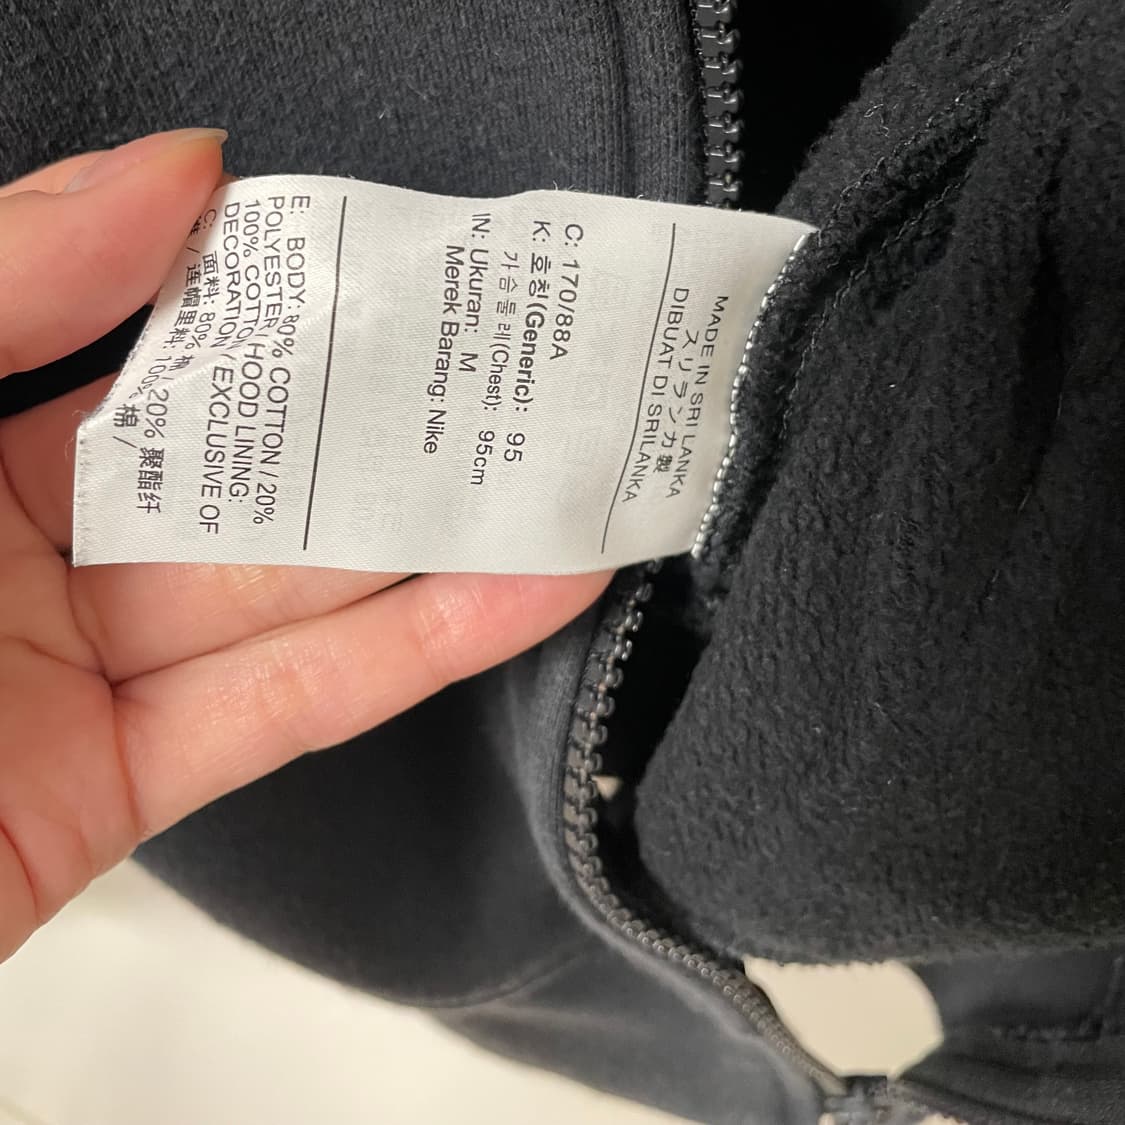 MADE IN SRI LANKA
スリランカ製
DIBUAT DI SRILANKA
C: 170/88A
K: 호칭(Generic): 95
가슴둘레(Chest): 95cm
IN: Ukuran: M
Merek Barang: Nike
E: BODY: 80% COTTON / 20%
POLYESTER / HOOD LINING:
100% COTTON / EXCLUSIVE OF
DECORATION
C: 面料: 80% 棉 20% 聚酯纤
/ 连帽里料: 100% 棉 /